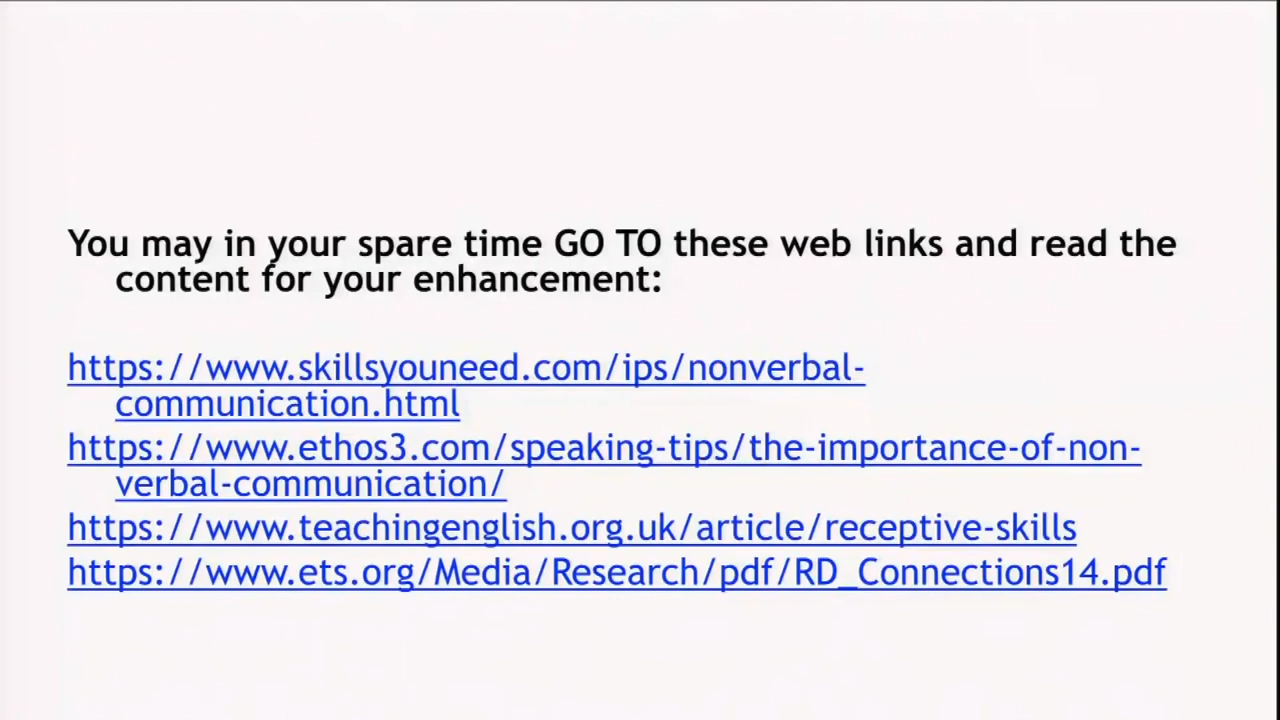 You may in your spare time GO TO these web links and read the
content for your enhancement:
https://www.skillsyouneed.com/ips/nonverbal-
communication.html
https://www.ethos3.com/speaking-tips/the-importance-of-non-
verbal-communication/
https://www.teachingenglish.org.uk/article/receptive-skills
https://www.ets.org/Media/Research/pdf/RD_Connections14.pdf